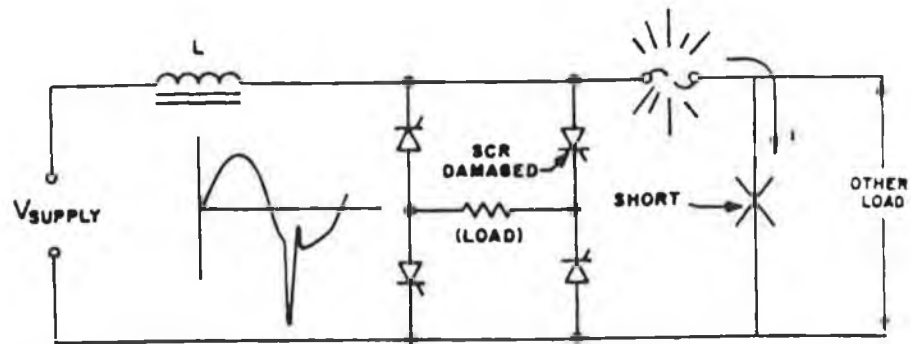 L
SCR
DAMAGED
i
SHORT
OTHER
LOAD
VSUPPLY
(LOAD)